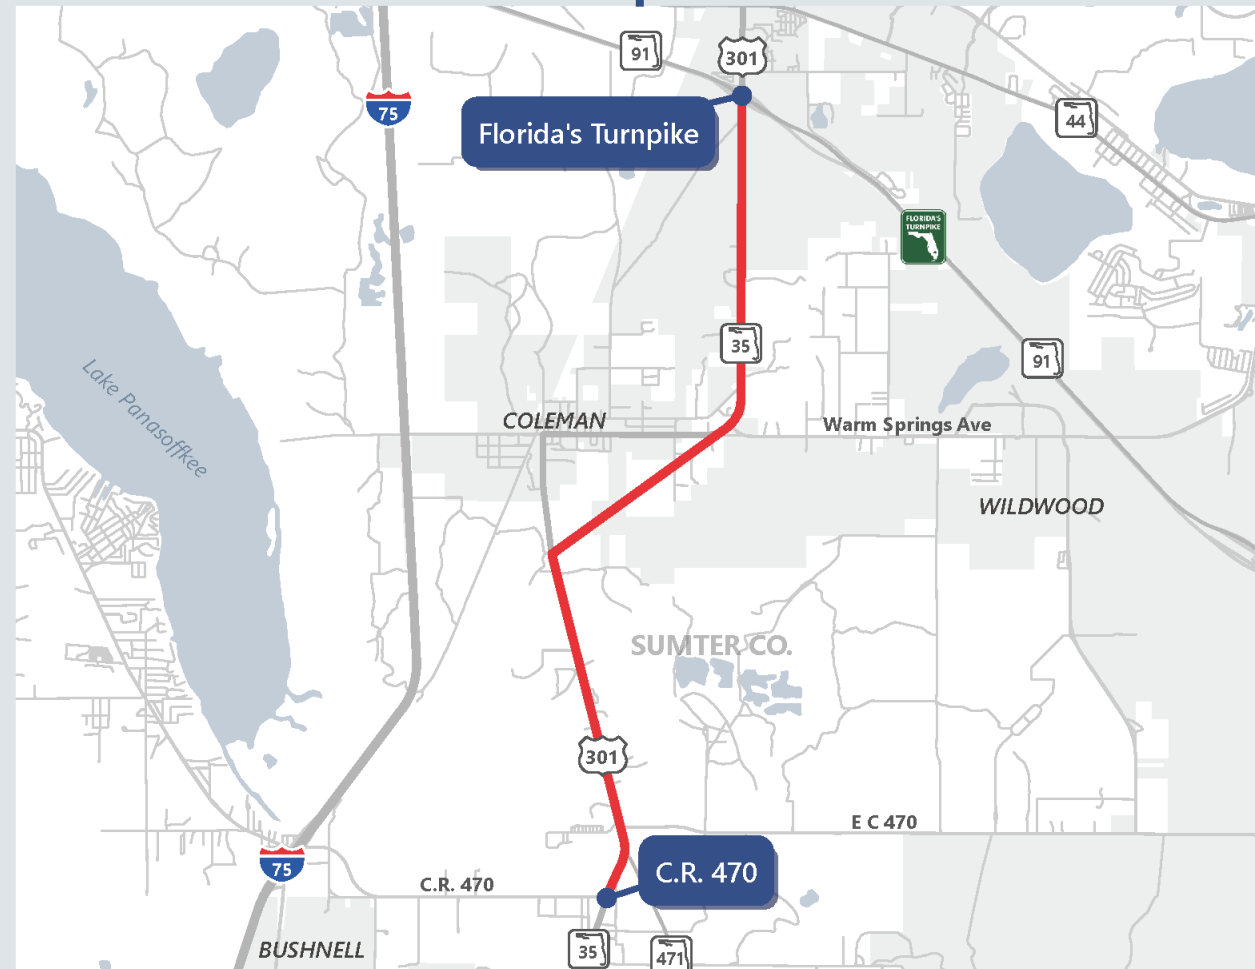 91
301
75
44
Florida's Turnpike
FLORIDA'S
TURNPIKE
35
91
Lake Panasoffkee
COLEMAN
Warm Springs Ave
WILDWOOD
SUMTER CO.
301
E C 470
75
C.R. 470
C.R. 470
BUSHNELL
35
471